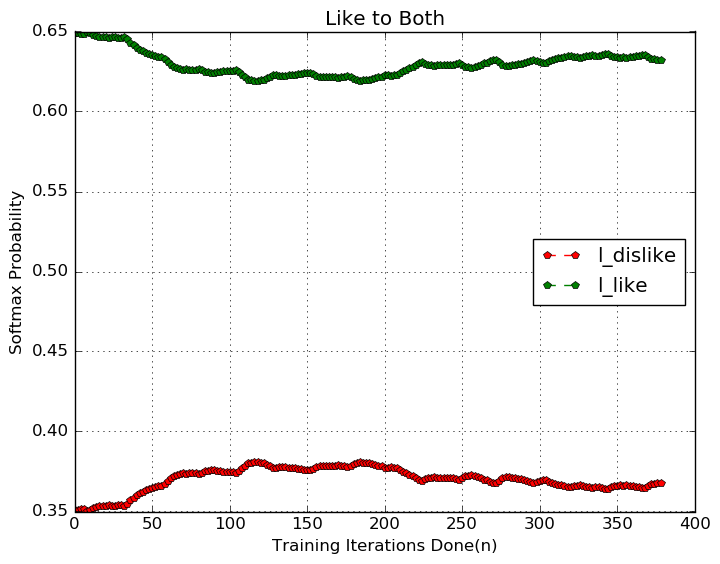 Like to Both
0.65
0.60
0.55
0.50
0.45
0.40
0.35
Softmax Probability
l_dislike
l_like
0 50 100 150 200 250 300 350 400
Training Iterations Done(n)